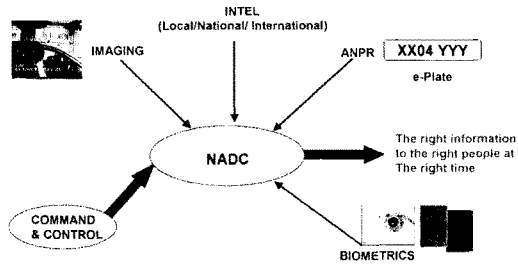 INTEL
(Local/National/ International)
IMAGING
ANPR
XX04 YYY
e-Plate
NADC
The right information
to the right people at
The right time
COMMAND
& CONTROL
BIOMETRICS